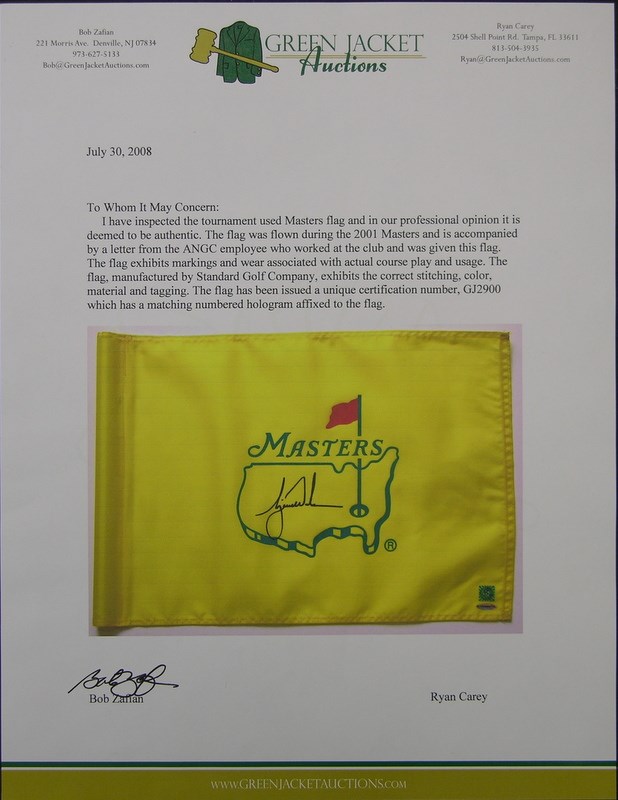 Bob Zafian
221 Morris Ave. Denville, NJ 07834
973-627-5133
Bob@GreenJacketAuctions.com
GREEN JACKET
Auctions
Ryan Carey
2504 Shell Point Rd. Tampa, FL 33611
813-504-3935
Ryan@GreenJacketAuctions.com
July 30, 2008
To Whom It May Concern:
I have inspected the tournament used Masters flag and in our professional opinion it is
deemed to be authentic. The flag was flown during the 2001 Masters and is accompanied
by a letter from the ANGC employee who worked at the club and was given this flag.
The flag exhibits markings and wear associated with actual course play and usage. The
flag, manufactured by Standard Golf Company, exhibits the correct stitching, color,
material and tagging. The flag has been issued a unique certification number, GJ2900
which has a matching numbered hologram affixed to the flag.
MASTERS
®
Bob Zafian
Ryan Carey
WWW.GREENJACKETAUCTIONS.COM